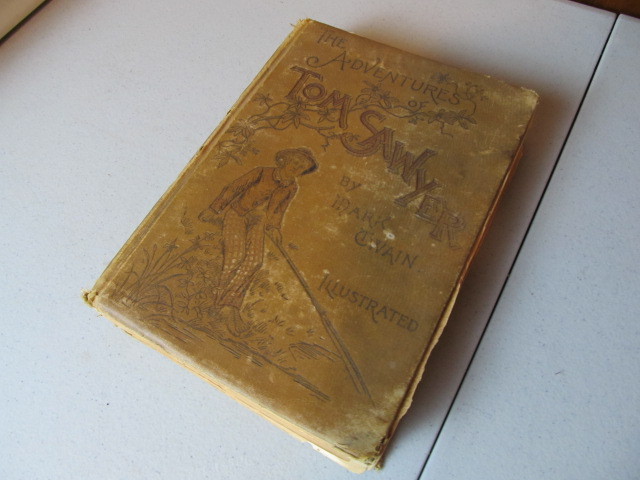 THE
ADVENTURES
OF
TOM SAWYER
BY
MARK
TWAIN
ILLUSTRATED